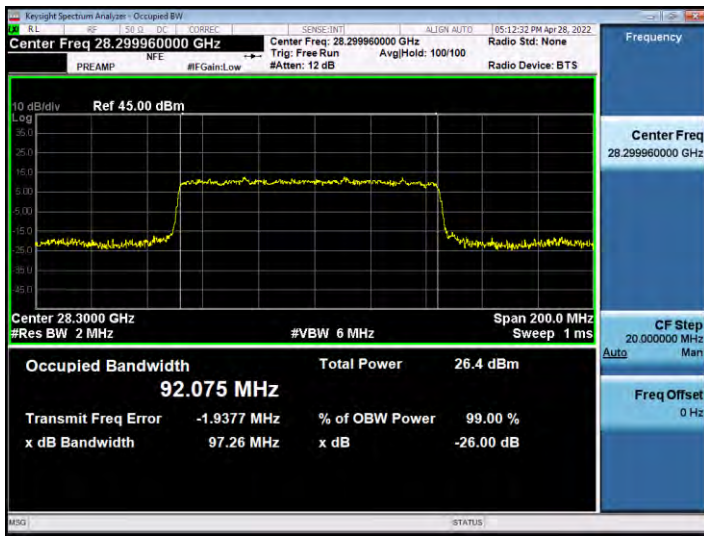 Keysight Spectrum Analyzer - Occupied BW
LXI RL RF 50 Ω DC CORREC SENSE:INT ALIGN AUTO 05:12:32 PM Apr 28, 2022
Center Freq 28.299960000 GHz Center Freq: 28.299960000 GHz Radio Std: None Frequency
NFE Trig: Free Run Avg|Hold: 100/100
PREAMP #IFGain:Low #Atten: 12 dB Radio Device: BTS
10 dB/div Ref 45.00 dBm
Log
35.0
25.0
15.0
5.00
-5.00
-15.0
-25.0
-35.0
-45.0
Center 28.3000 GHz Span 200.0 MHz
#Res BW 2 MHz #VBW 6 MHz Sweep 1 ms
Occupied Bandwidth Total Power 26.4 dBm
92.075 MHz
Transmit Freq Error -1.9377 MHz % of OBW Power 99.00 %
x dB Bandwidth 97.26 MHz x dB -26.00 dB
Center Freq
28.299960000 GHz
CF Step
20.000000 MHz
Auto Man
Freq Offset
0 Hz
MSG STATUS